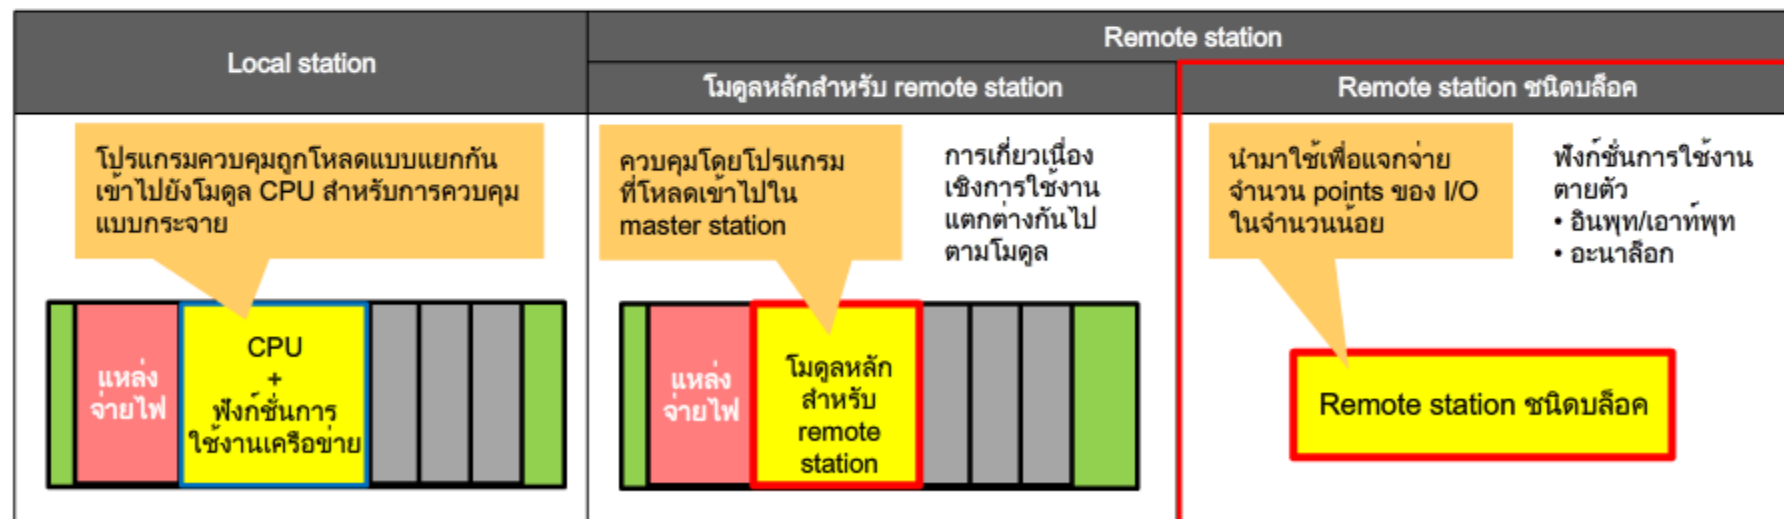 Local station
Remote station
โมดูลหลักสำหรับ remote station
Remote station ชนิดบล็อค
โปรแกรมควบคุมถูกโหลดแบบแยกกัน
เข้าไปยังโมดูล CPU สำหรับการควบคุม
แบบกระจาย
แหล่ง
จ่ายไฟ
CPU
+
ฟังก์ชั่นการ
ใช้งานเครือข่าย
ควบคุมโดยโปรแกรม
ที่โหลดเข้าไปใน
master station
การเกี่ยวเนื่อง
เชิงการใช้งาน
แตกต่างกันไป
ตามโมดูล
แหล่ง
จ่ายไฟ
โมดูลหลัก
สำหรับ
remote
station
นำมาใช้เพื่อแจกจ่าย
จำนวน points ของ I/O
ในจำนวนน้อย
ฟังก์ชั่นการใช้งาน
ตายตัว
• อินพุท/เอาท์พุท
• อะนาล็อก
Remote station ชนิดบล็อค